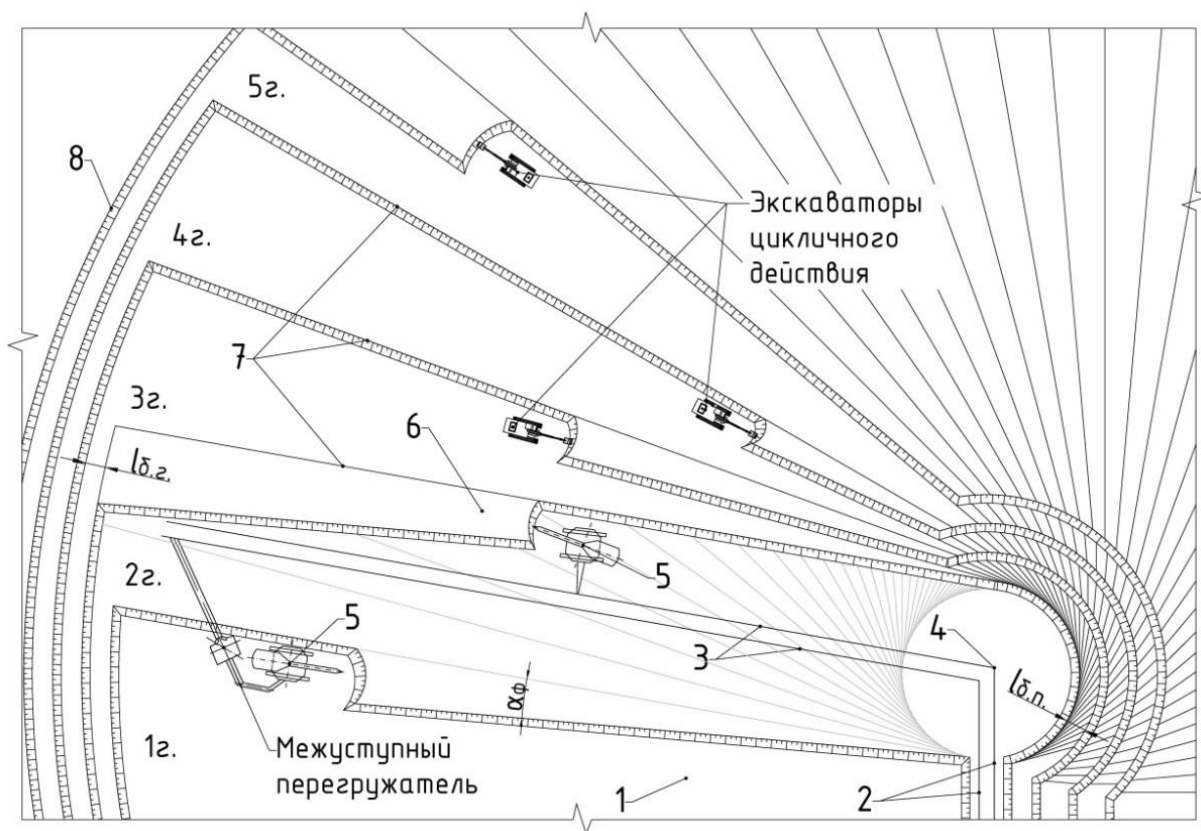 5г.
8
Экскаваторы
цикличного
действия
4г.
7
3г.
6
lб.г.
5
2г.
5
3
4
lб.п.
αф
1г.
Межуступный
перегружатель
1
2